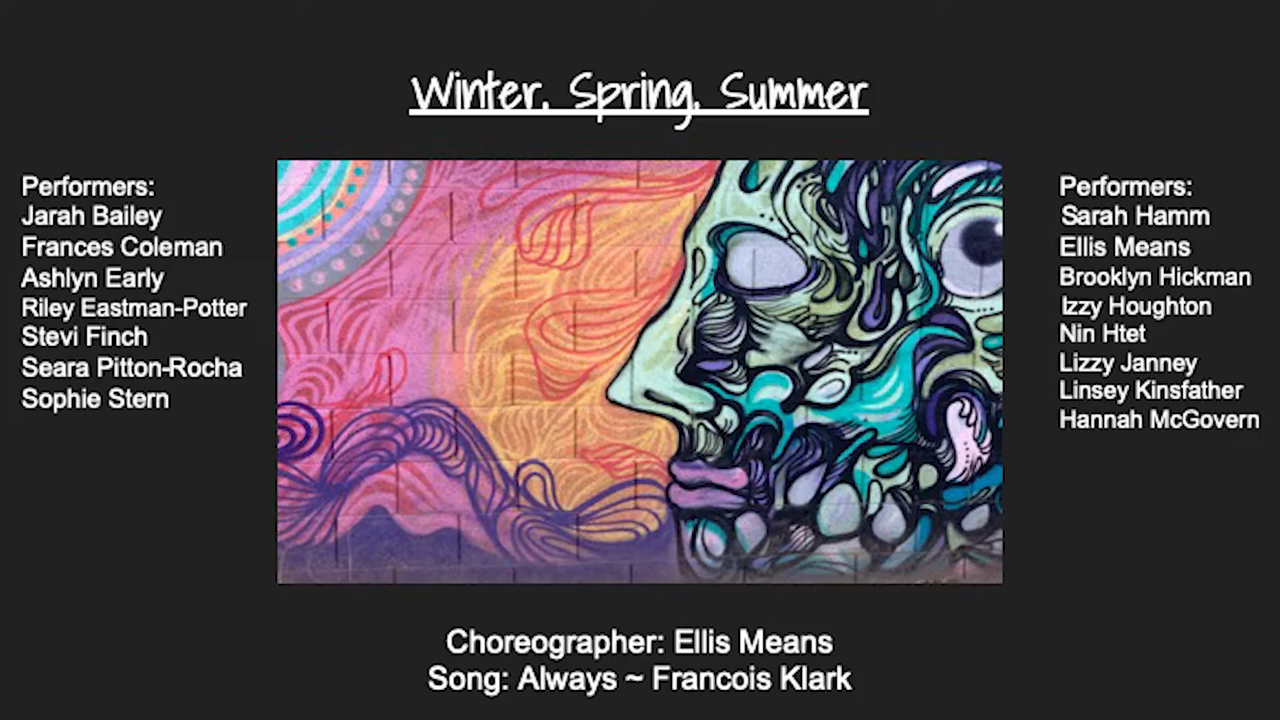 Winter, Spring, Summer
Performers:
Jarah Bailey
Frances Coleman
Ashlyn Early
Riley Eastman-Potter
Stevi Finch
Seara Pitton-Rocha
Sophie Stern
Performers:
Sarah Hamm
Ellis Means
Brooklyn Hickman
Izzy Houghton
Nin Htet
Lizzy Janney
Linsey Kinsfather
Hannah McGovern
Choreographer: Ellis Means
Song: Always ~ Francois Klark